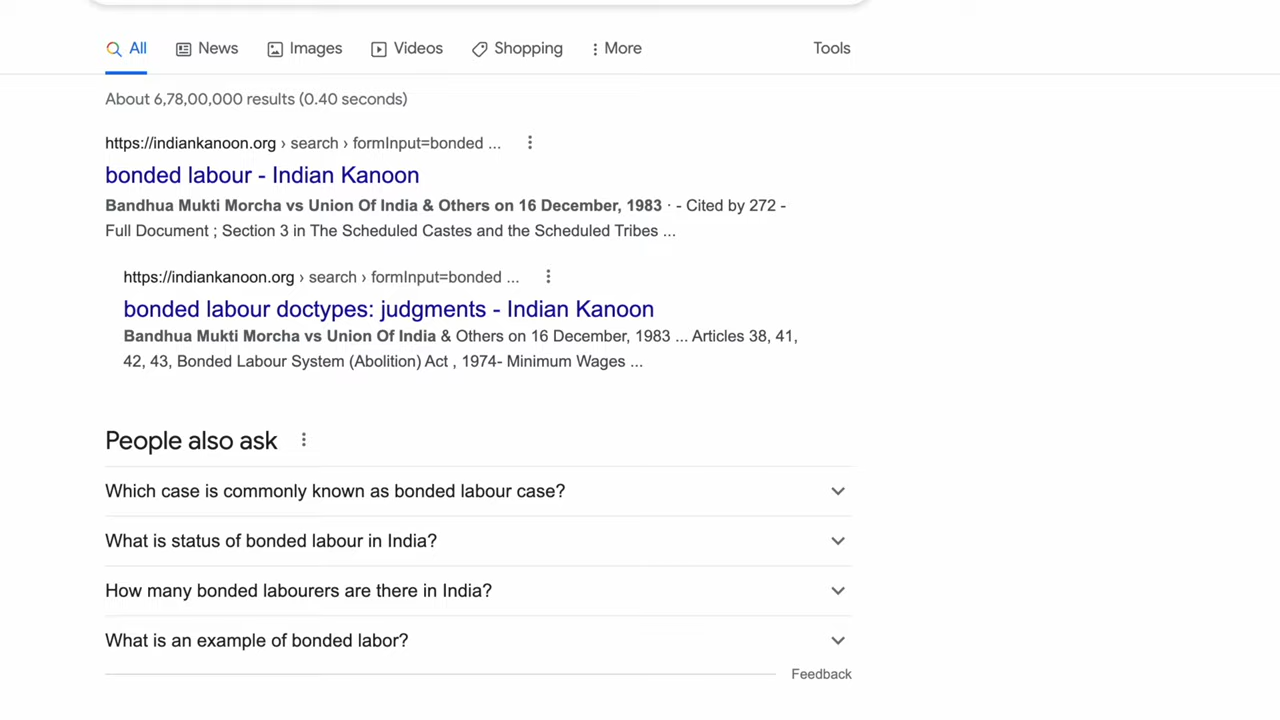 All News Images Videos Shopping More Tools
About 6,78,00,000 results (0.40 seconds)
https://indiankanoon.org › search › formInput=bonded ...
bonded labour - Indian Kanoon
Bandhua Mukti Morcha vs Union Of India & Others on 16 December, 1983 · - Cited by 272 -
Full Document ; Section 3 in The Scheduled Castes and the Scheduled Tribes ...
https://indiankanoon.org › search › formInput=bonded ...
bonded labour doctypes: judgments - Indian Kanoon
Bandhua Mukti Morcha vs Union Of India & Others on 16 December, 1983 ... Articles 38, 41,
42, 43, Bonded Labour System (Abolition) Act , 1974- Minimum Wages ...
People also ask
Which case is commonly known as bonded labour case?
What is status of bonded labour in India?
How many bonded labourers are there in India?
What is an example of bonded labor?
Feedback